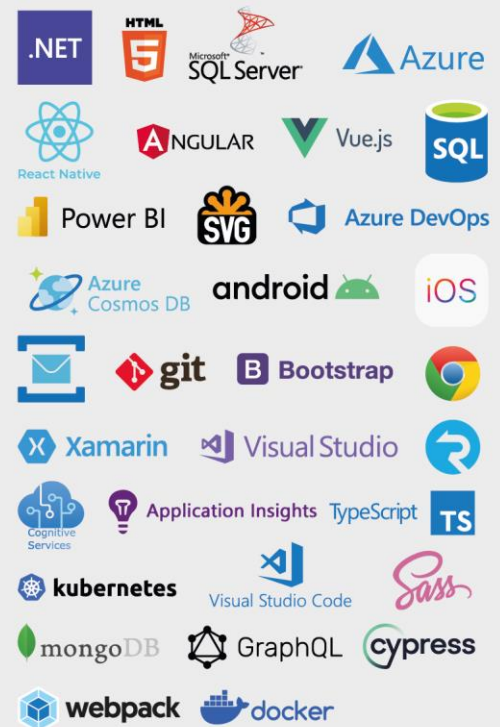 .NET
HTML
5
Microsoft®
SQL Server®
Azure
React Native
ANGULAR
Vue.js
SQL
Power BI
SVG
Azure DevOps
Azure
Cosmos DB
android
iOS
git
B Bootstrap
Xamarin
Visual Studio
Cognitive
Services
Application Insights
TypeScript
TS
kubernetes
Visual Studio Code
Sass
mongoDB
GraphQL
cypress
webpack
docker